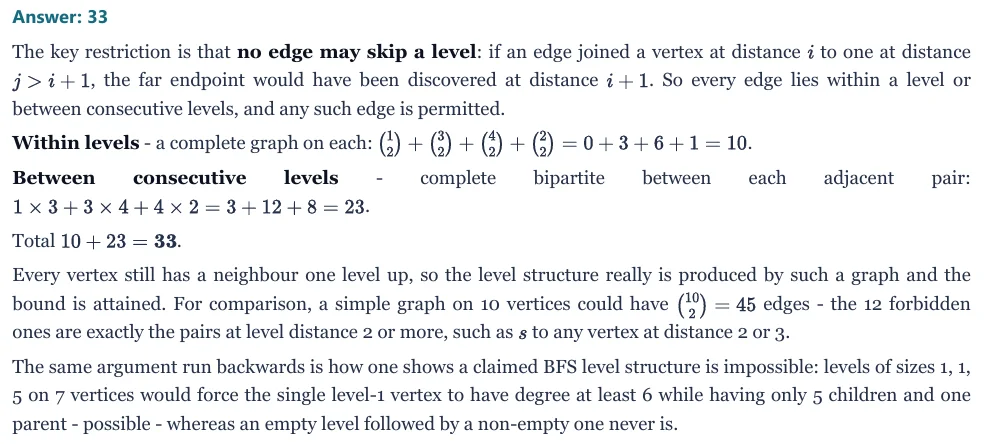 Answer: 33
The key restriction is that no edge may skip a level: if an edge joined a vertex at distance i to one at distance
j > i + 1, the far endpoint would have been discovered at distance i + 1. So every edge lies within a level or
between consecutive levels, and any such edge is permitted.
Within levels - a complete graph on each: (1 2) + (3 2) + (4 2) + (2 2) = 0 + 3 + 6 + 1 = 10.
Between consecutive levels - complete bipartite between each adjacent pair:
1 × 3 + 3 × 4 + 4 × 2 = 3 + 12 + 8 = 23.
Total 10 + 23 = 33.
Every vertex still has a neighbour one level up, so the level structure really is produced by such a graph and the
bound is attained. For comparison, a simple graph on 10 vertices could have (10 2) = 45 edges - the 12 forbidden
ones are exactly the pairs at level distance 2 or more, such as s to any vertex at distance 2 or 3.
The same argument run backwards is how one shows a claimed BFS level structure is impossible: levels of sizes 1, 1,
5 on 7 vertices would force the single level-1 vertex to have degree at least 6 while having only 5 children and one
parent - possible - whereas an empty level followed by a non-empty one never is.